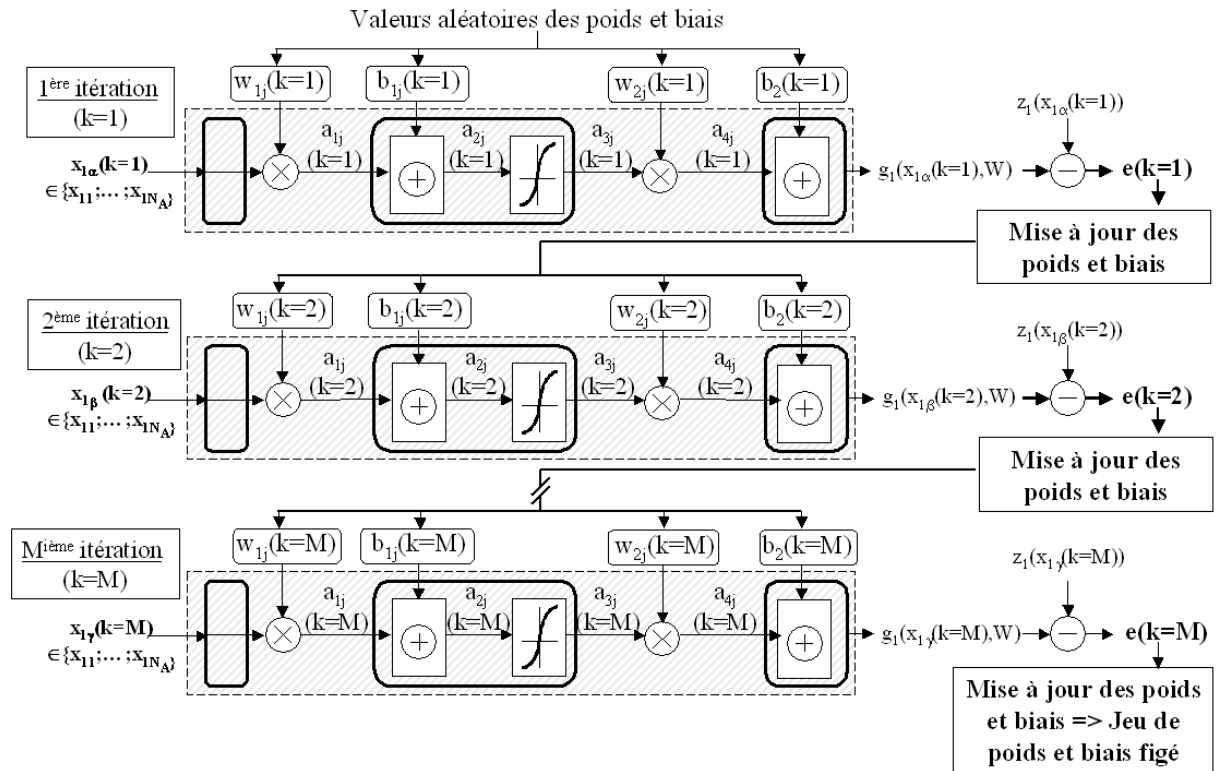 Valeurs aléatoires des poids et biais
1ère itération
(k=1)
w1j(k=1)
b1j(k=1)
w2j(k=1)
b2(k=1)
z1(x1α(k=1))
x1α(k=1)
∈{x11;... ;x1NA}
a1j
(k=1)
a2j
(k=1)
a3j
(k=1)
a4j
(k=1)
g1(x1α(k=1),W)
e(k=1)
Mise à jour des
poids et biais
2ème itération
(k=2)
w1j(k=2)
b1j(k=2)
w2j(k=2)
b2(k=2)
z1(x1β(k=2))
x1β(k=2)
∈{x11;... ;x1NA}
a1j
(k=2)
a2j
(k=2)
a3j
(k=2)
a4j
(k=2)
g1(x1β(k=2),W)
e(k=2)
Mise à jour des
poids et biais
Mième itération
(k=M)
w1j(k=M)
b1j(k=M)
w2j(k=M)
b2(k=M)
z1(x1γ(k=M))
x1γ(k=M)
∈{x11;... ;x1NA}
a1j
(k=M)
a2j
(k=M)
a3j
(k=M)
a4j
(k=M)
g1(x1γ(k=M),W)
e(k=M)
Mise à jour des poids
et biais => Jeu de
poids et biais figé